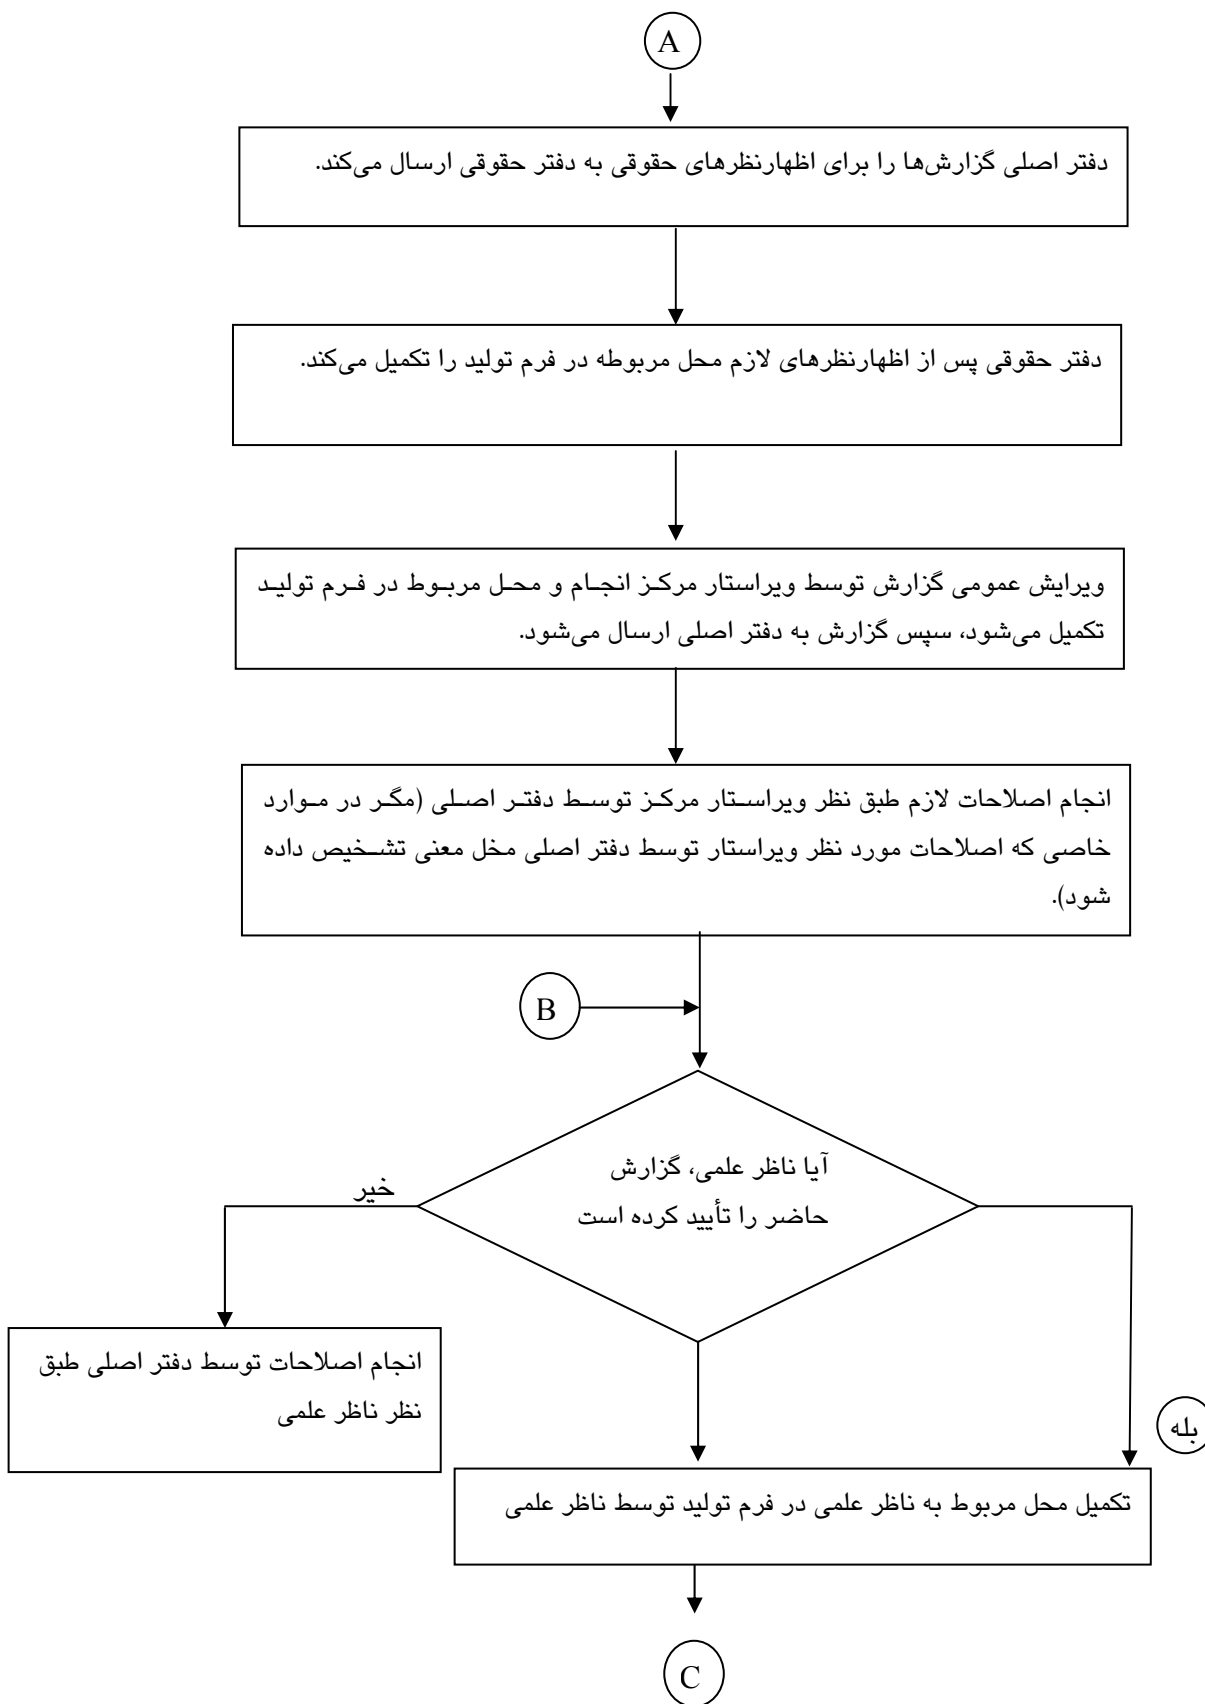 A
دفتر اصلی گزارش‌ها را برای اظهارنظرهای حقوقی به دفتر حقوقی ارسال می‌کند.
دفتر حقوقی پس از اظهارنظرهای لازم محل مربوطه در فرم تولید را تکمیل می‌کند.
ویرایش عمومی گزارش توسط ویراستار مرکز انجام و محل مربوط در فرم تولید
تکمیل می‌شود، سپس گزارش به دفتر اصلی ارسال می‌شود.
انجام اصلاحات لازم طبق نظر ویراستار مرکز توسط دفتر اصلی (مگر در موارد
خاصی که اصلاحات مورد نظر ویراستار توسط دفتر اصلی مخل معنی تشخیص داده
شود).
B
آیا ناظر علمی، گزارش
حاضر را تأیید کرده است
خیر
انجام اصلاحات توسط دفتر اصلی طبق
نظر ناظر علمی
بله
تکمیل محل مربوط به ناظر علمی در فرم تولید توسط ناظر علمی
C